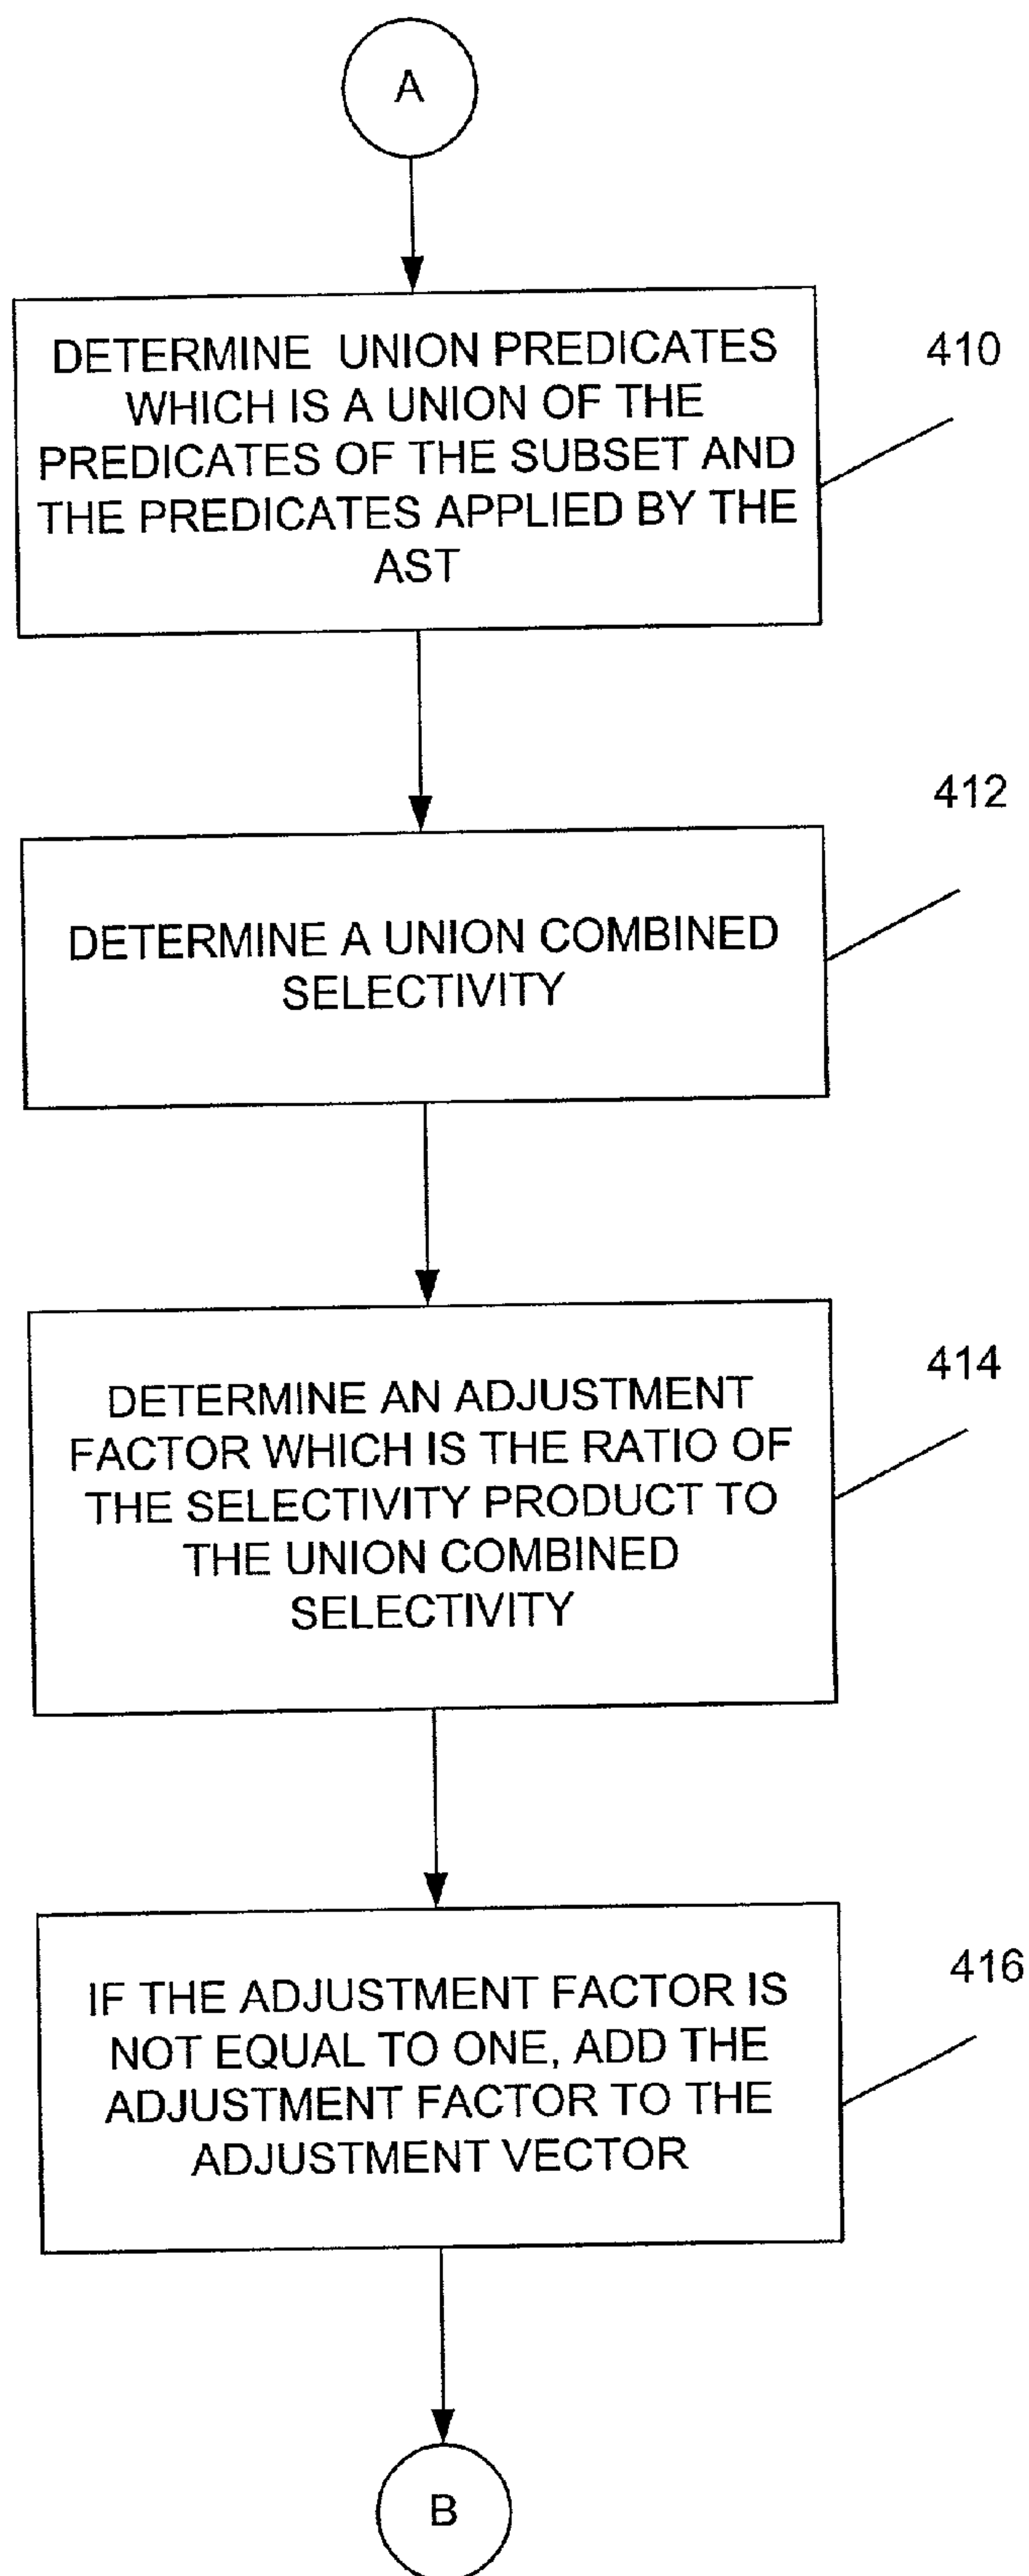 A
DETERMINE UNION PREDICATES
WHICH IS A UNION OF THE
PREDICATES OF THE SUBSET AND
THE PREDICATES APPLIED BY THE
AST
410
DETERMINE A UNION COMBINED
SELECTIVITY
412
DETERMINE AN ADJUSTMENT
FACTOR WHICH IS THE RATIO OF
THE SELECTIVITY PRODUCT TO
THE UNION COMBINED
SELECTIVITY
414
IF THE ADJUSTMENT FACTOR IS
NOT EQUAL TO ONE, ADD THE
ADJUSTMENT FACTOR TO THE
ADJUSTMENT VECTOR
416
B